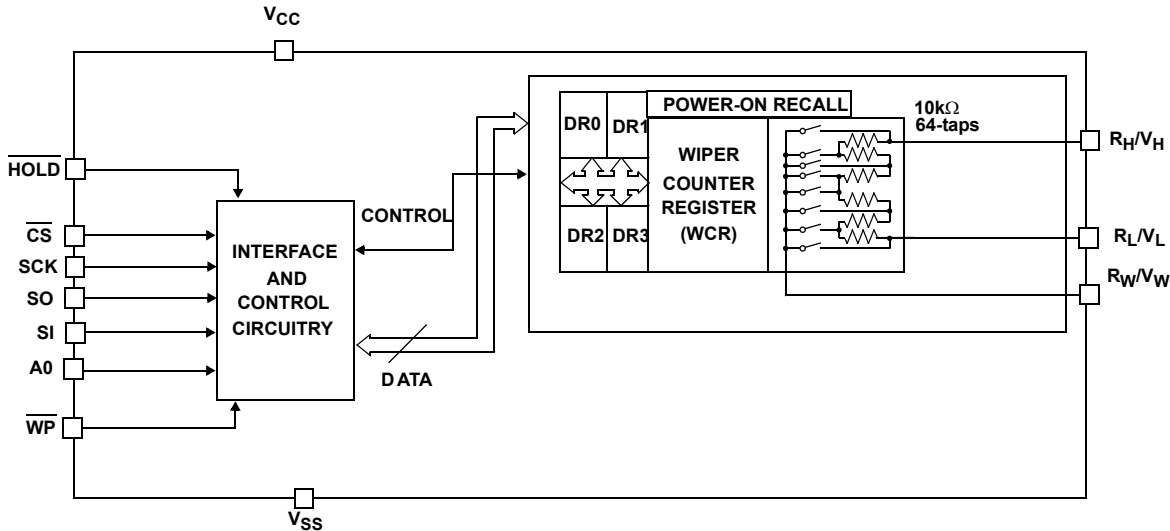 VCC
HOLD
CS
SCK
SO
SI
A0
WP
VSS
INTERFACE
AND
CONTROL
CIRCUITRY
CONTROL
DATA
DR0
DR1
DR2
DR3
POWER-ON RECALL
WIPER
COUNTER
REGISTER
(WCR)
10kΩ
64-taps
RH/VH
RL/VL
RW/VW